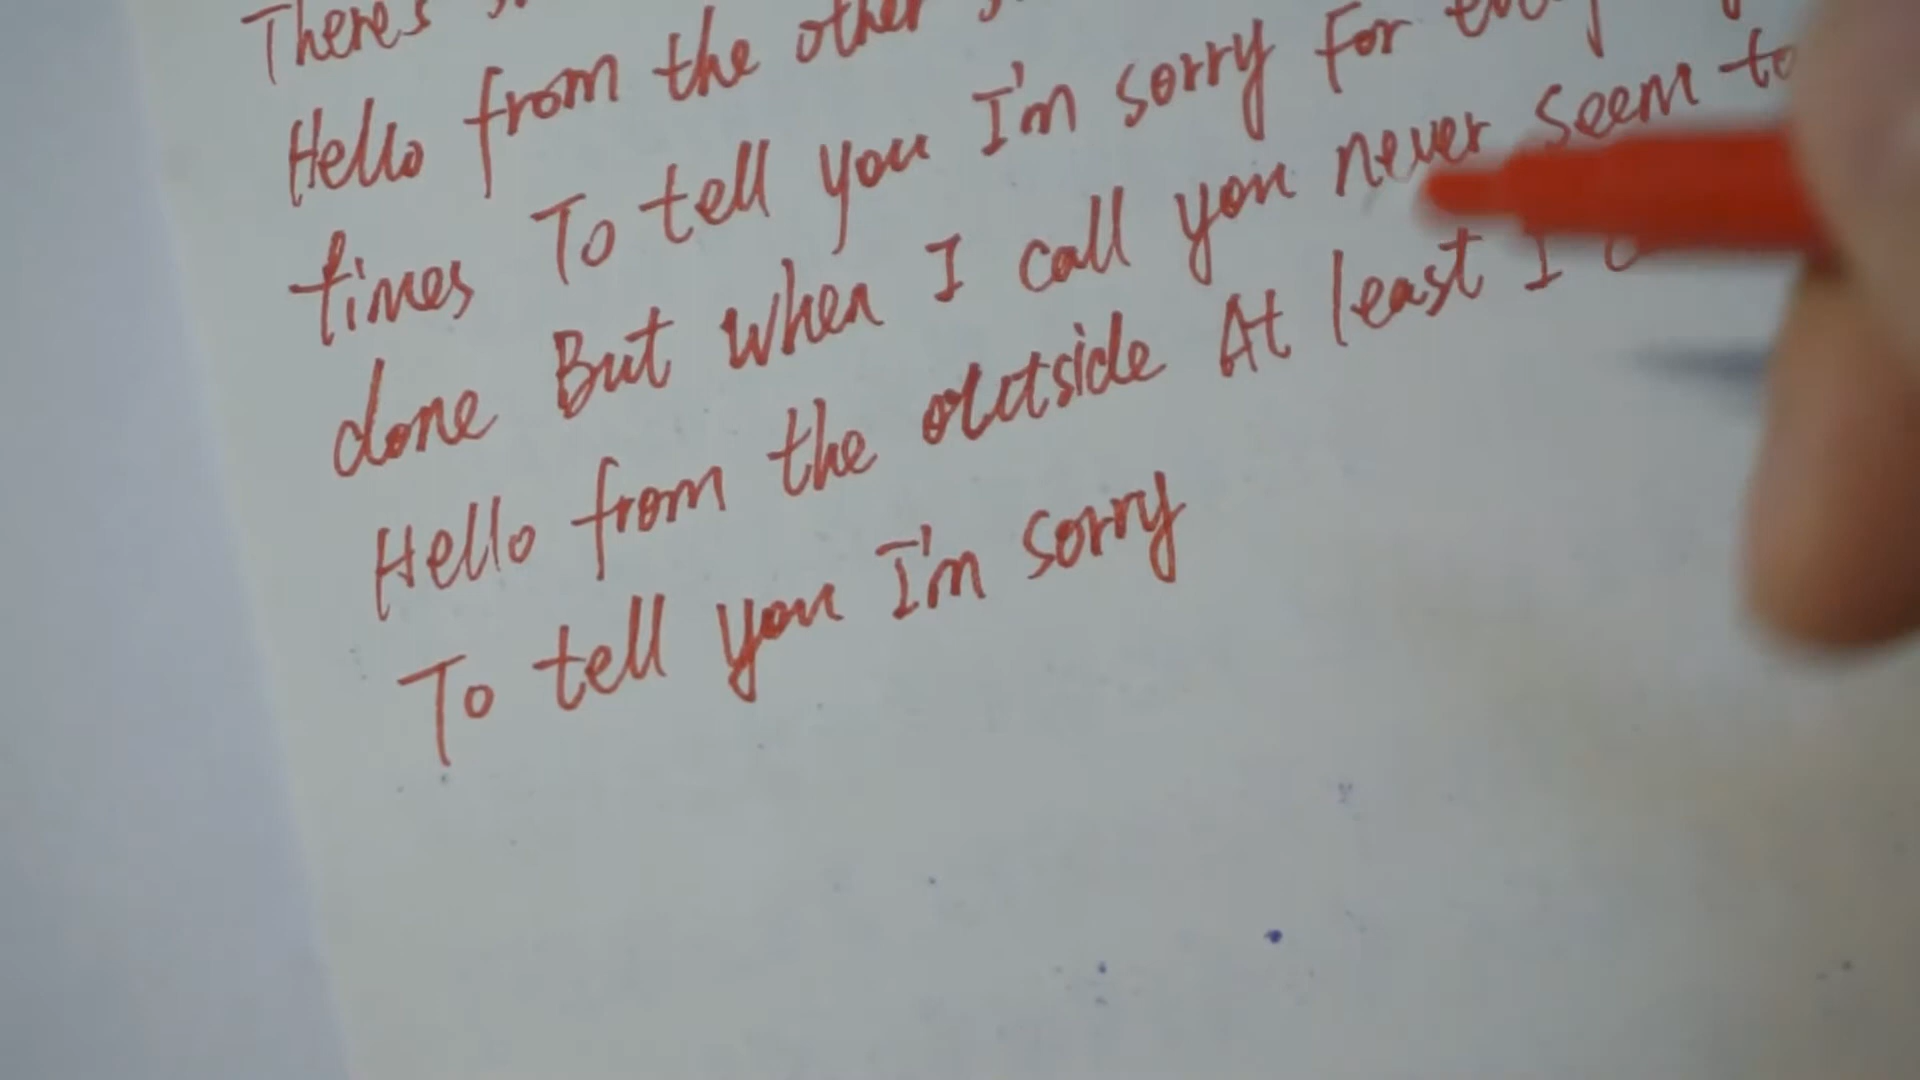 There's
Hello from the other
times To tell you I'm sorry For
done But when I call you never seem to
Hello from the outside At least I
To tell you I'm sorry